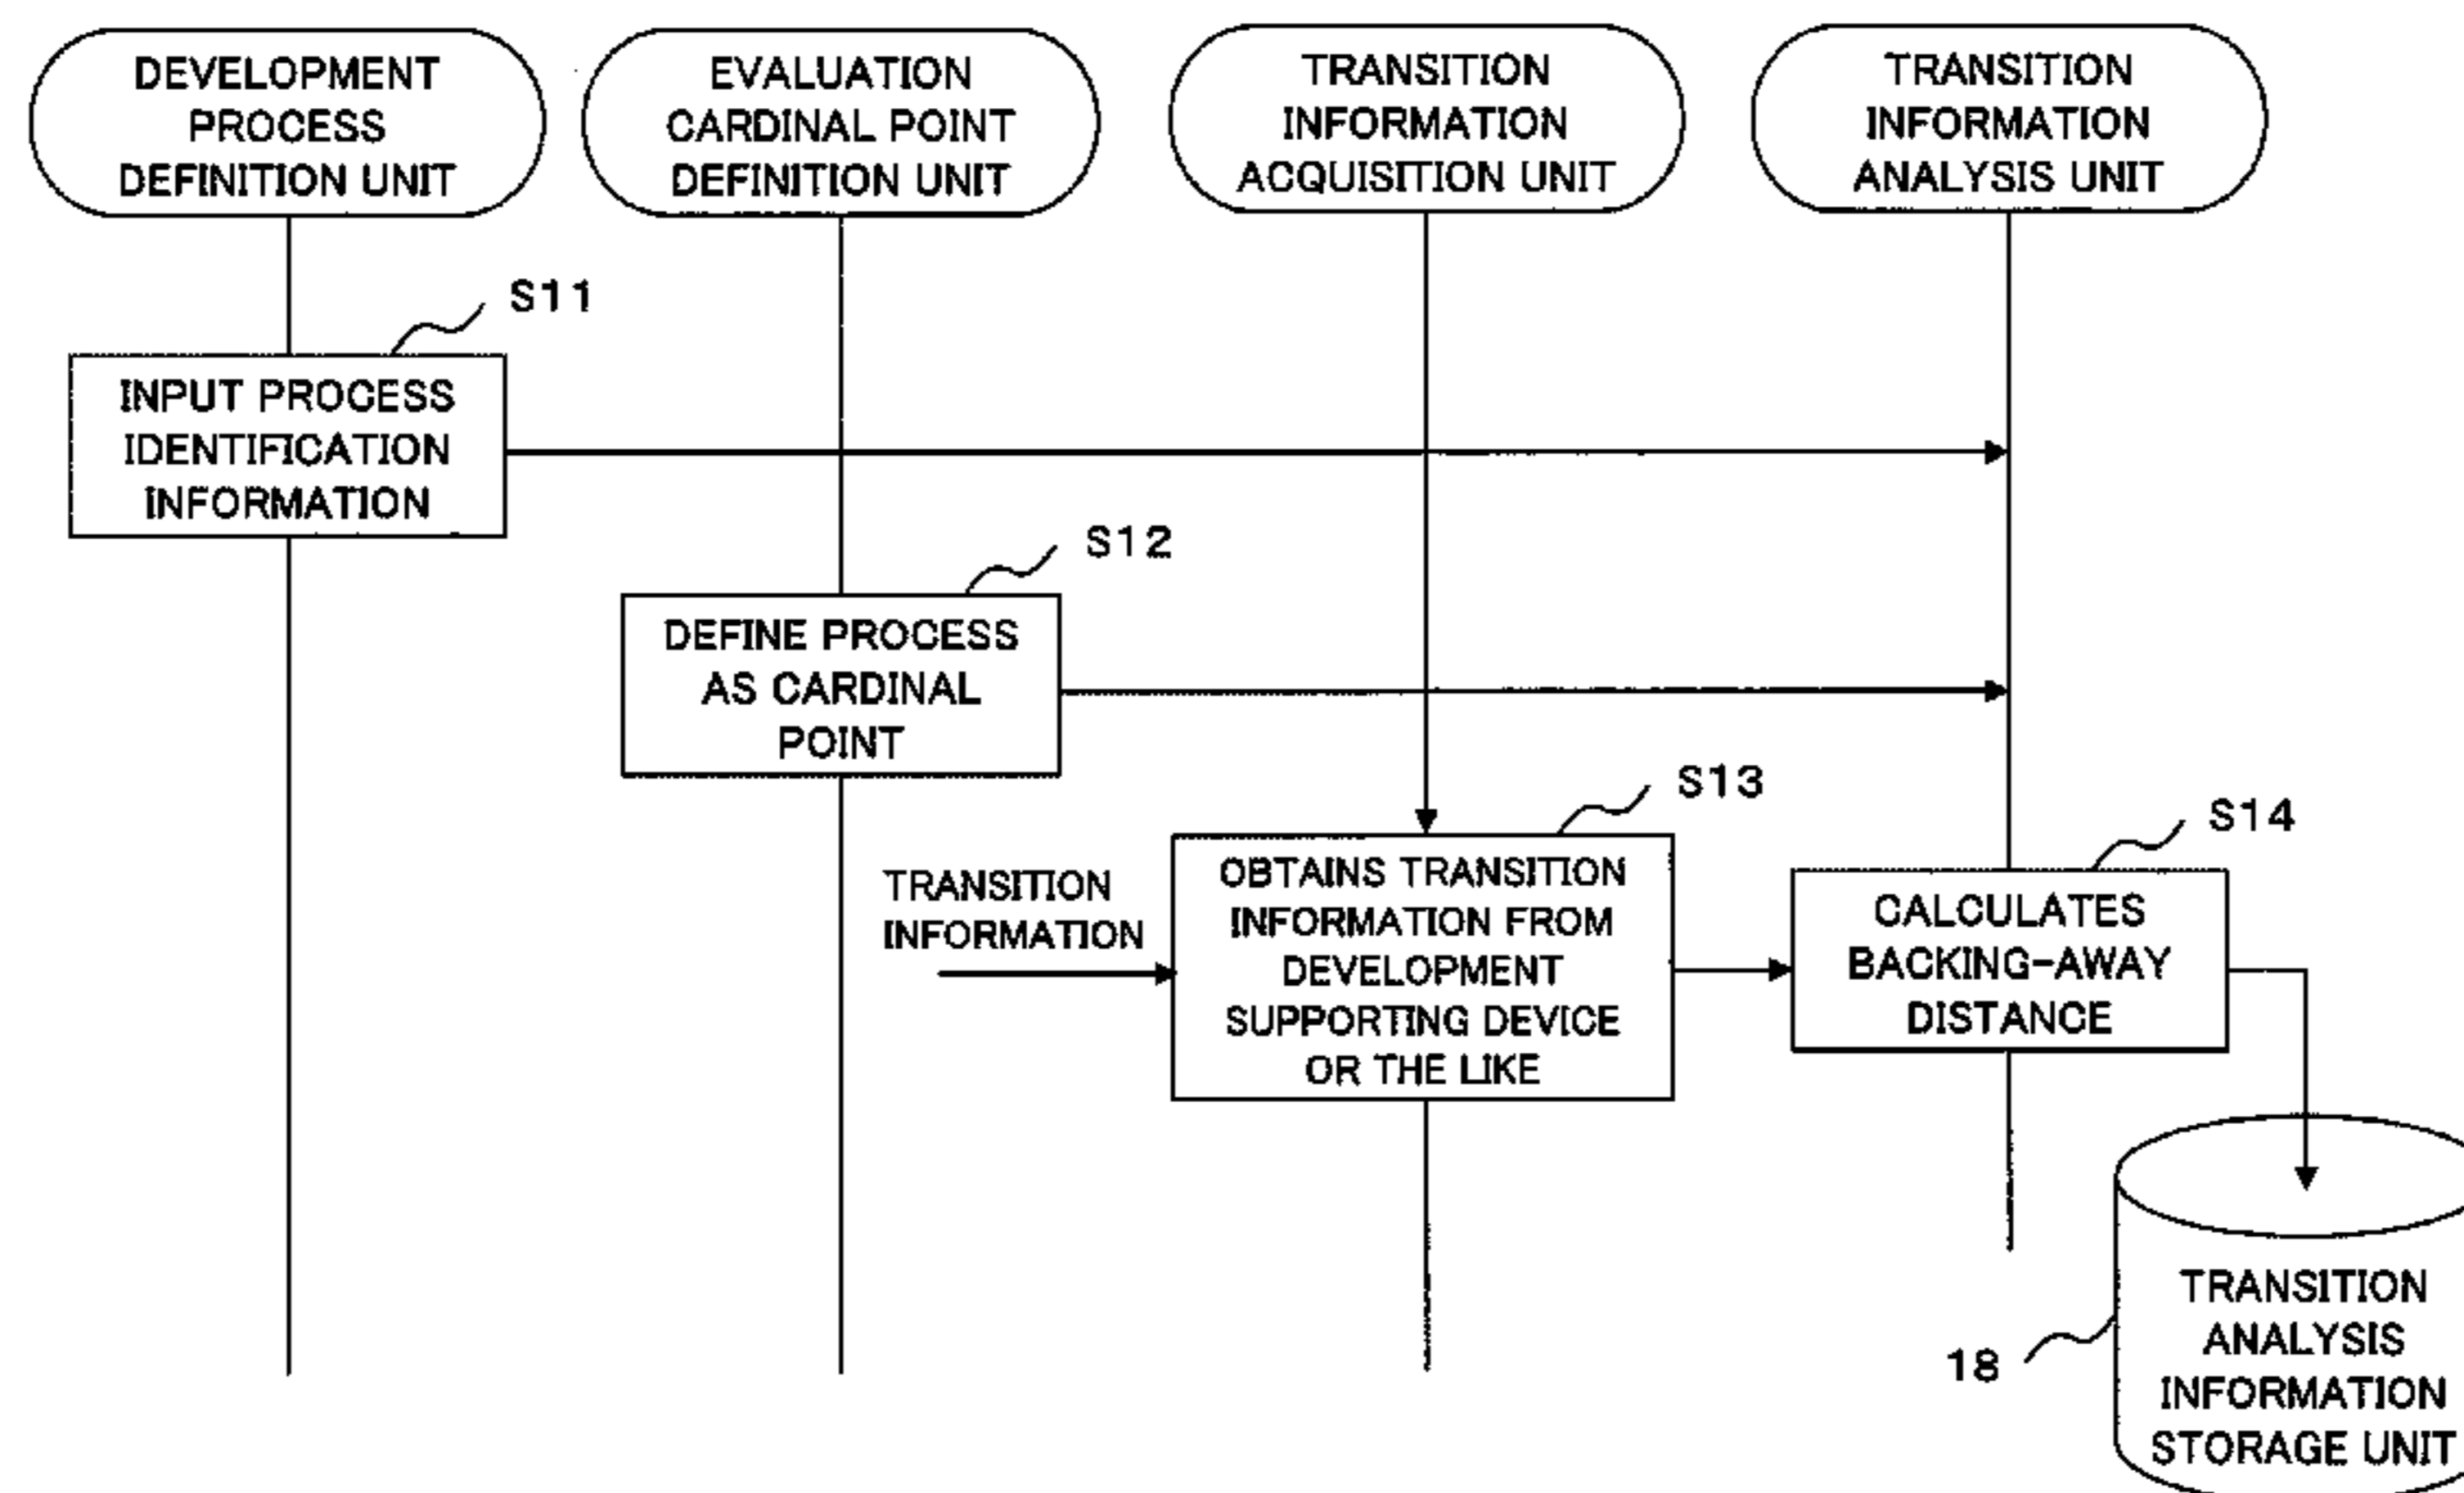 DEVELOPMENT
PROCESS
DEFINITION UNIT
EVALUATION
CARDINAL POINT
DEFINITION UNIT
TRANSITION
INFORMATION
ACQUISITION UNIT
TRANSITION
INFORMATION
ANALYSIS UNIT
S11
INPUT PROCESS
IDENTIFICATION
INFORMATION
S12
DEFINE PROCESS
AS CARDINAL
POINT
S13
TRANSITION
INFORMATION
OBTAINS TRANSITION
INFORMATION FROM
DEVELOPMENT
SUPPORTING DEVICE
OR THE LIKE
S14
CALCULATES
BACKING-AWAY
DISTANCE
18
TRANSITION
ANALYSIS
INFORMATION
STORAGE UNIT